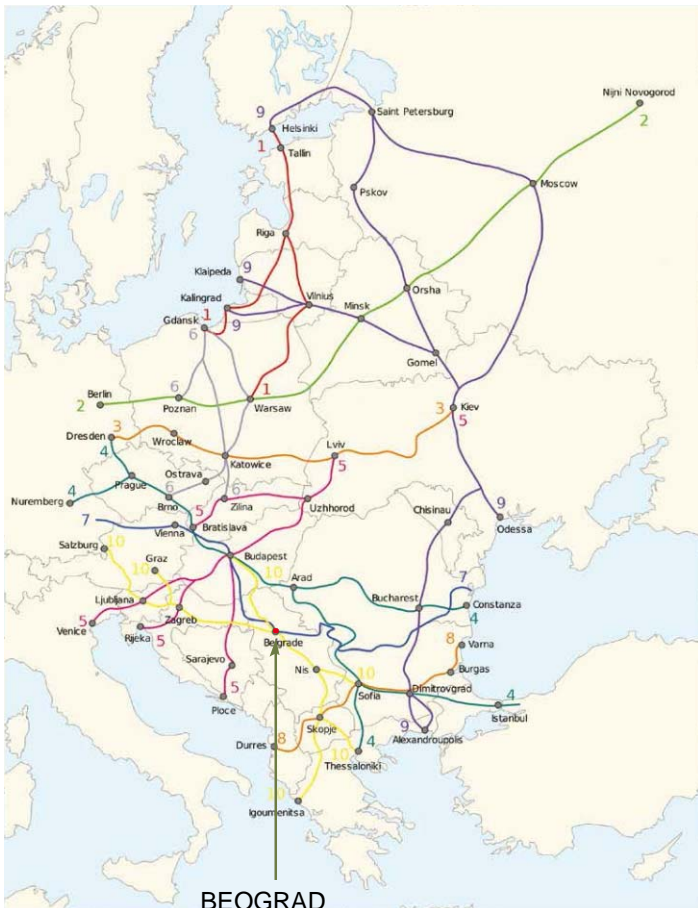 Nijni Novogorod
2
9
Saint Petersburg
Helsinki
1
Tallin
Moscow
Pskov
Riga
Klaipeda
9
Orsha
Kalingrad
Vilnius
Minsk
1
Gdansk
6
9
Gomel
Berlin
2
6
Poznan
1
Warsaw
3
Kiev
5
Dresden
3
4
Wroclaw
Lviv
5
Katowice
Prague
Ostrava
Nuremberg
4
6
Brno
6
Zilina
Uzhhorod
5
Bratislava
Chisinau
9
Odessa
7
Vienna
Salzburg
10
Graz
10
Budapest
10
Arad
7
Ljubljana
Bucharest
Constanza
4
Zagreb
5
Venice
Rijeka
5
Belgrade
8
Varna
Sarajevo
Nis
10
Burgas
5
Ploce
Sofia
Dimitrovgrad
4
Istanbul
Skopje
9
Alexandroupolis
Durres
8
10
4
Thessaloniki
10
Igoumenitsa
BEOGRAD